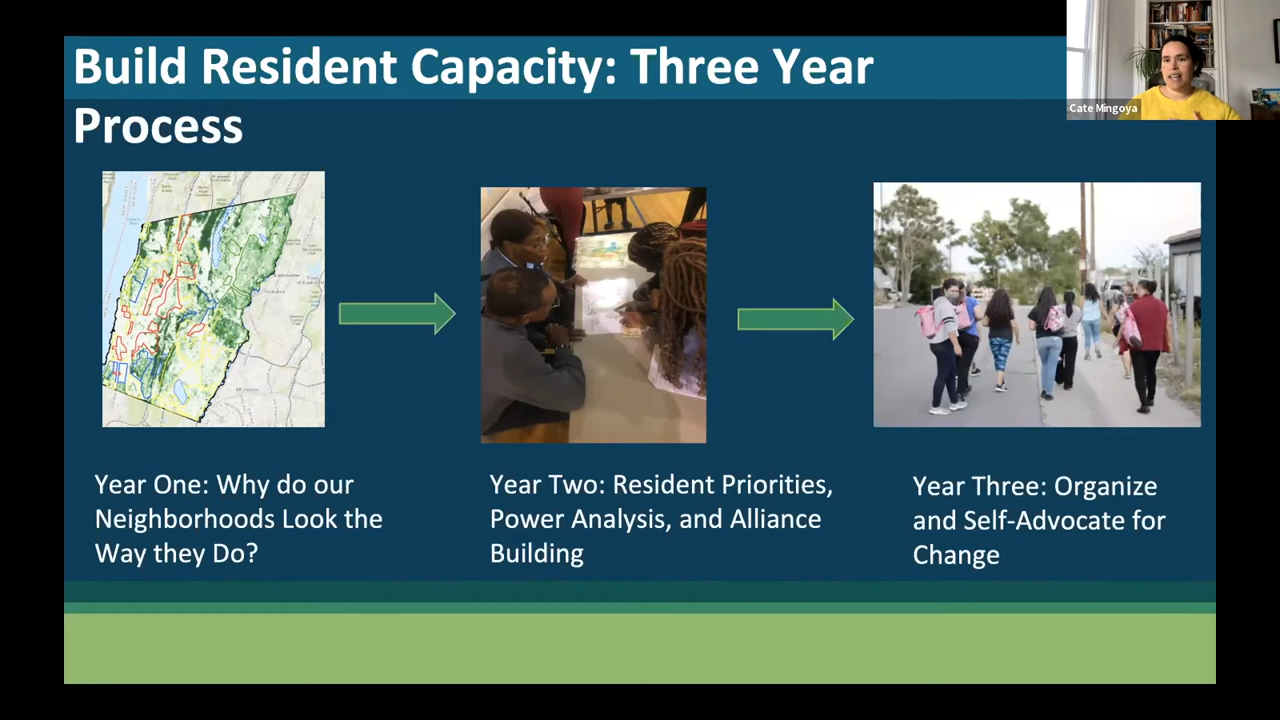 Build Resident Capacity: Three Year
Process
Cate Mingoya
Year One: Why do our
Neighborhoods Look the
Way they Do?
Year Two: Resident Priorities,
Power Analysis, and Alliance
Building
Year Three: Organize
and Self-Advocate for
Change